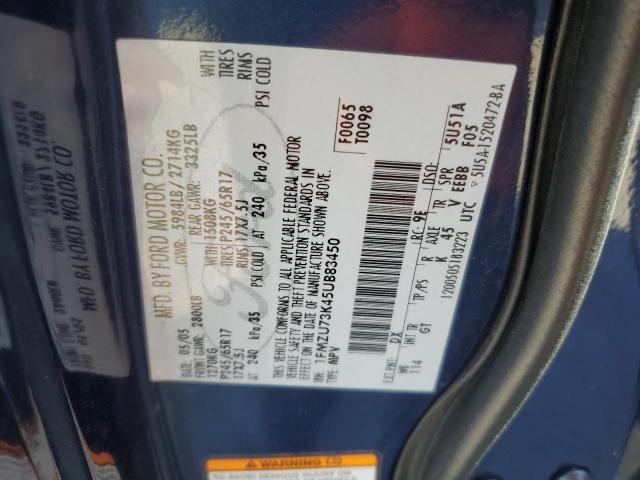 MFD. BY FORD MOTOR CO.
DATE: 05/05 GVWR: 5984LB / 2714KG
FRONT GAWR: 2800LB REAR GAWR: 3325LB
1270KG WITH 1508KG WITH
P245/65R17 TIRES P245/65R17 TIRES
17X7.5J RIMS 17X7.5J RIMS
AT 240 kPa/35 PSI COLD AT 240 kPa/35 PSI COLD
THIS VEHICLE CONFORMS TO ALL APPLICABLE FEDERAL MOTOR
VEHICLE SAFETY AND THEFT PREVENTION STANDARDS IN
EFFECT ON THE DATE OF MANUFACTURE SHOWN ABOVE.
VIN: 1FMZU73K45UB83450 F0065
TYPE: MPV T0098
EXT PNT: DX RC: 9E DSO:
WB INT TR TP/PS R AXLE TR SPR 5U51A
114 GT K 45 V EEBB F05
1200505183223 UTC 5U5A-1520472-BA
WARNING
TO AVOID SERIOUS INJURY